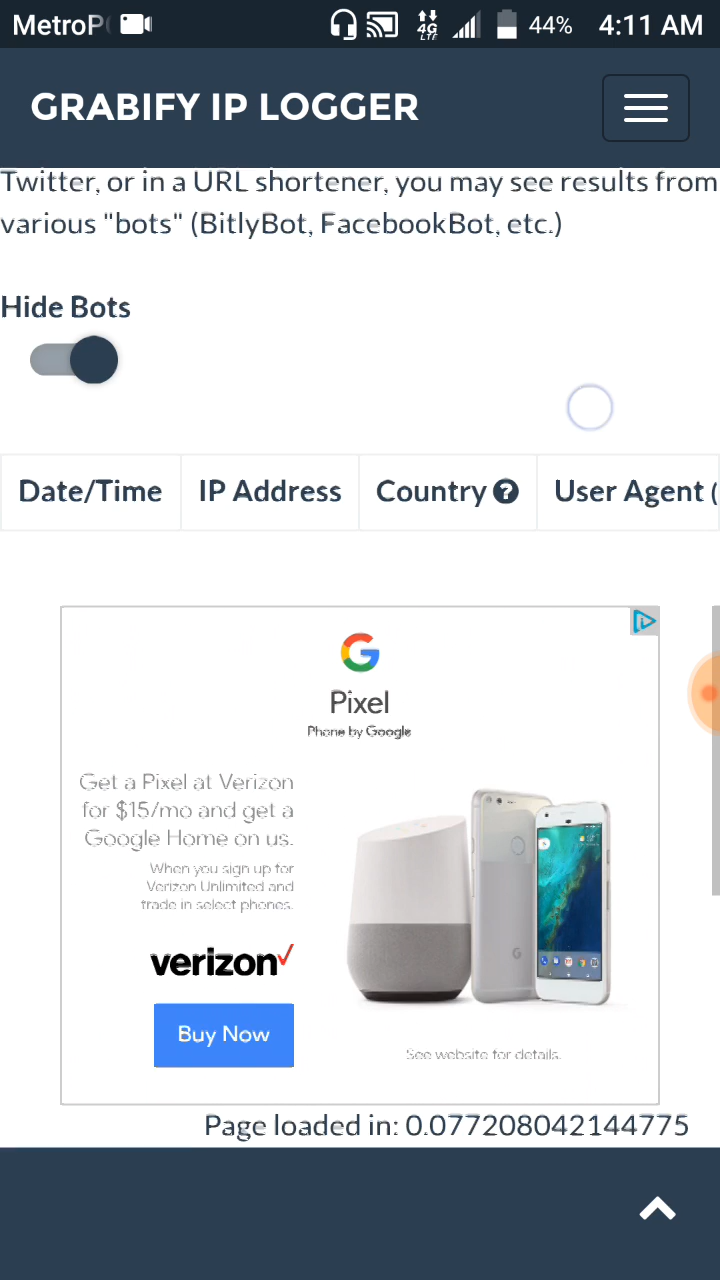 MetroP
4G
LTE
44%
4:11 AM
GRABIFY IP LOGGER
Twitter, or in a URL shortener, you may see results from
various "bots" (BitlyBot, FacebookBot, etc.)
Hide Bots
Date/Time
IP Address
Country ?
User Agent (
G
Pixel
Phone by Google
Get a Pixel at Verizon
for $15/mo and get a
Google Home on us.
When you sign up for
Verizon Unlimited and
trade in select phones.
verizon✓
Buy Now
See website for details.
Page loaded in: 0.077208042144775